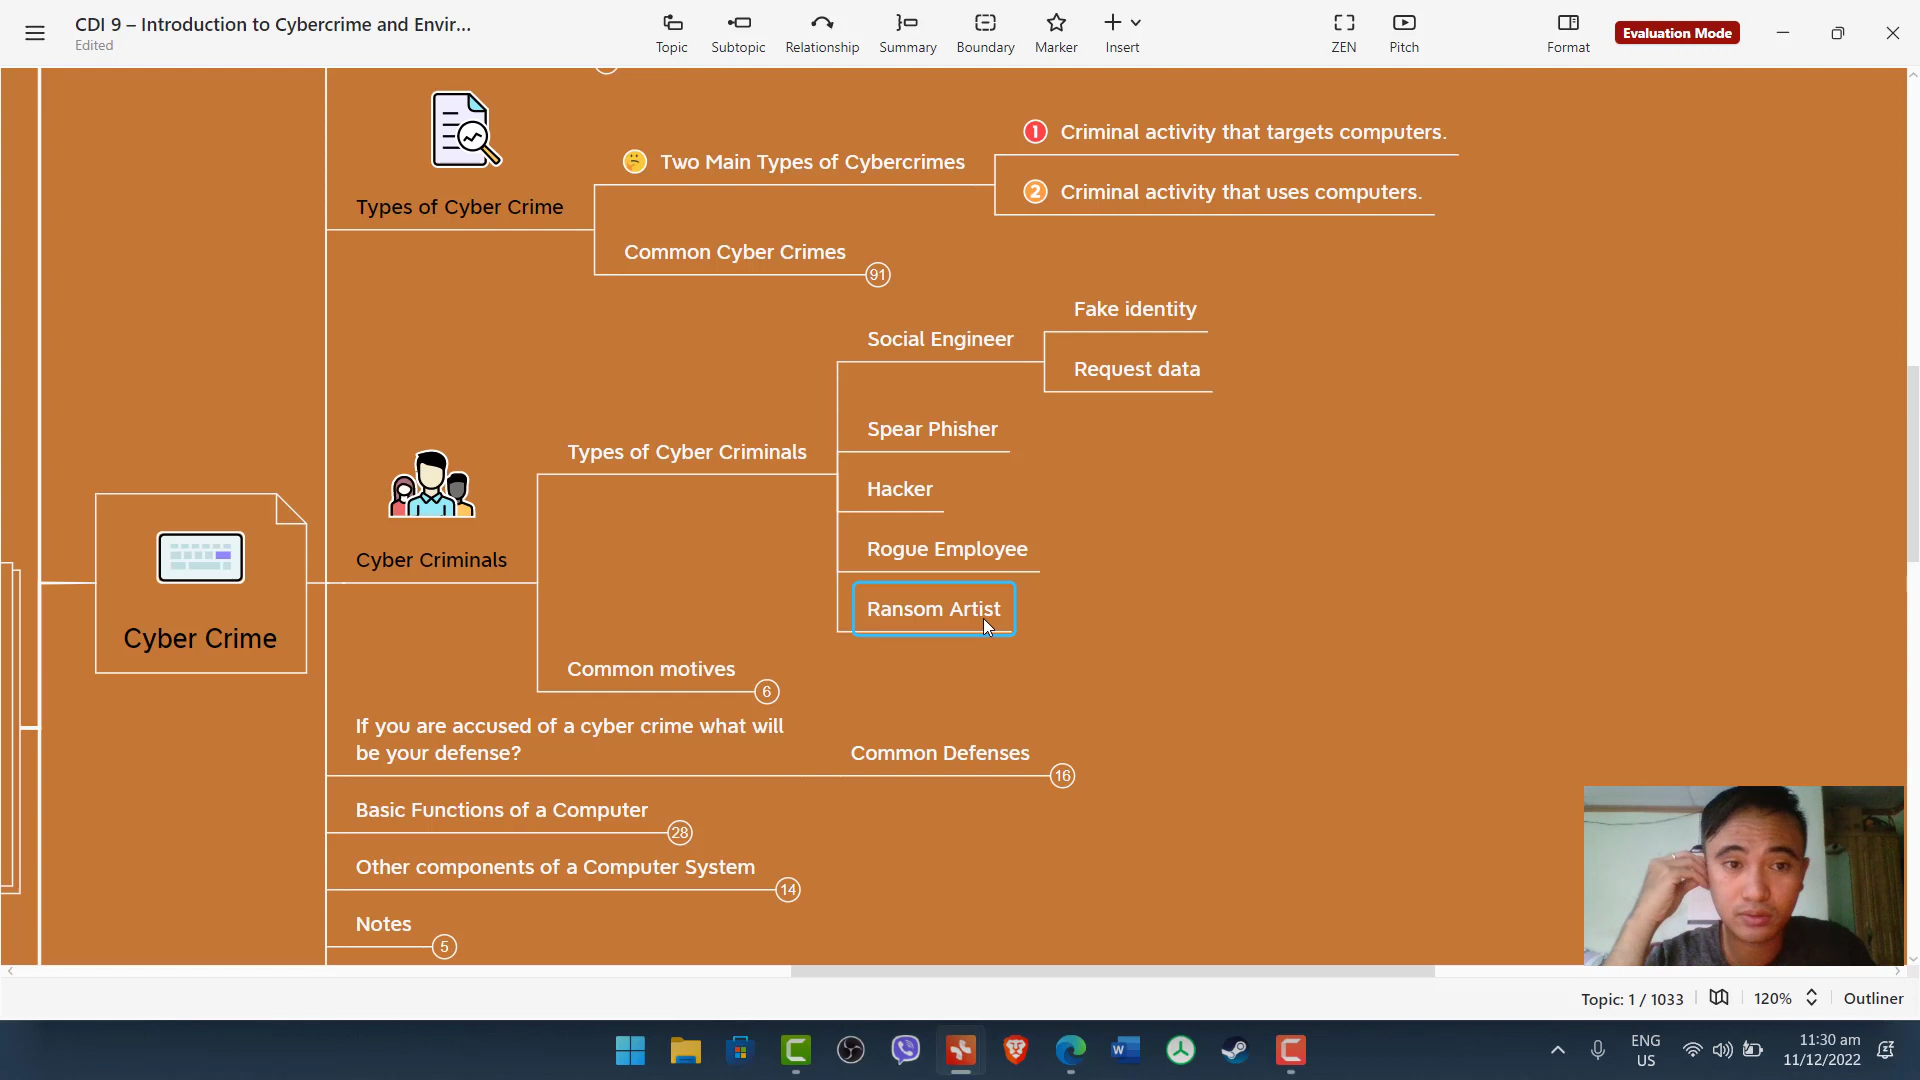 CDI 9 – Introduction to Cybercrime and Envir...
Edited
Topic
Subtopic
Relationship
Summary
Boundary
Marker
Insert
ZEN
Pitch
Format
Evaluation Mode
1 Criminal activity that targets computers.
Two Main Types of Cybercrimes
2 Criminal activity that uses computers.
Types of Cyber Crime
Common Cyber Crimes
91
Fake identity
Social Engineer
Request data
Spear Phisher
Types of Cyber Criminals
Hacker
Rogue Employee
Cyber Criminals
Ransom Artist
Cyber Crime
Common motives
6
If you are accused of a cyber crime what will
be your defense?
Common Defenses
16
Basic Functions of a Computer
28
Other components of a Computer System
14
Notes
5
Topic: 1 / 1033
120%
Outliner
ENG
US
11:30 am
11/12/2022